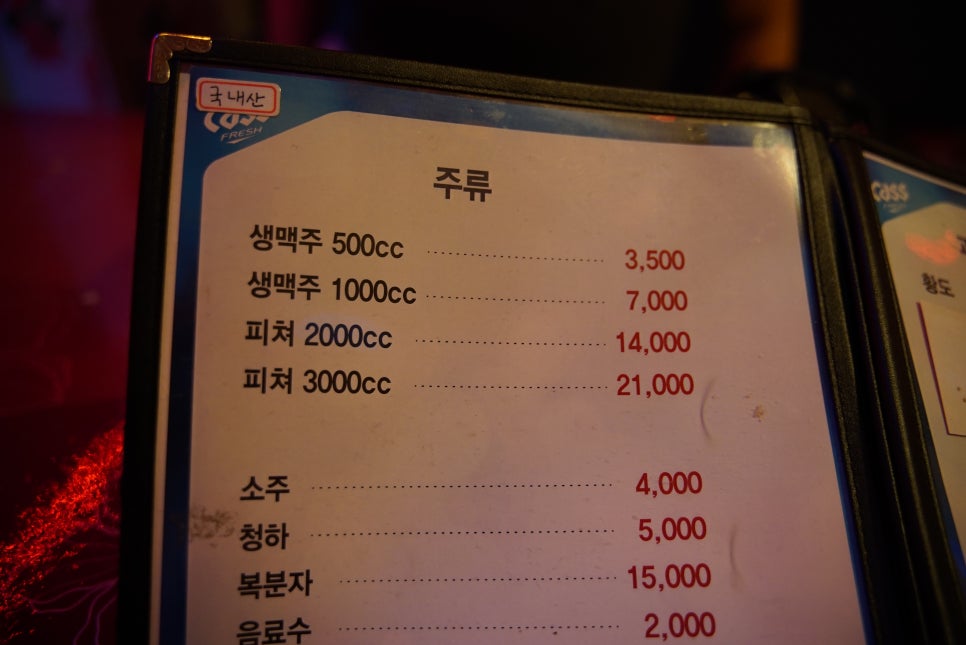 국내산
Cass
FRESH
주류
생맥주 500cc 3,500
생맥주 1000cc 7,000
피쳐 2000cc 14,000
피쳐 3000cc 21,000
소주 4,000
청하 5,000
복분자 15,000
음료수 2,000
Cass
황도